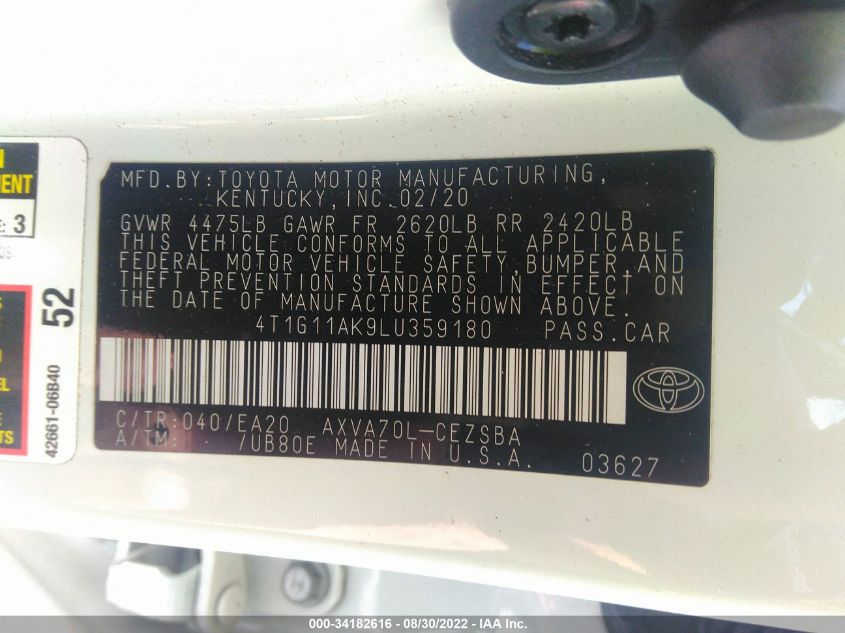 MFD.BY:TOYOTA MOTOR MANUFACTURING,
KENTUCKY,INC.02/20
GVWR 4475LB GAWR FR 2620LB RR 2420LB
THIS VEHICLE CONFORMS TO ALL APPLICABLE
FEDERAL MOTOR VEHICLE SAFETY,BUMPER,AND
THEFT PREVENTION STANDARDS IN EFFECT ON
THE DATE OF MANUFACTURE SHOWN ABOVE.
4T1G11AK9LU359180 PASS.CAR
C/TR:040/EA20 AXVA70L-CEZSBA
A/TM: /UB80E MADE IN U.S.A. 03627
52
42661-06B40
3
000-34182616 - 08/30/2022 - IAA Inc.